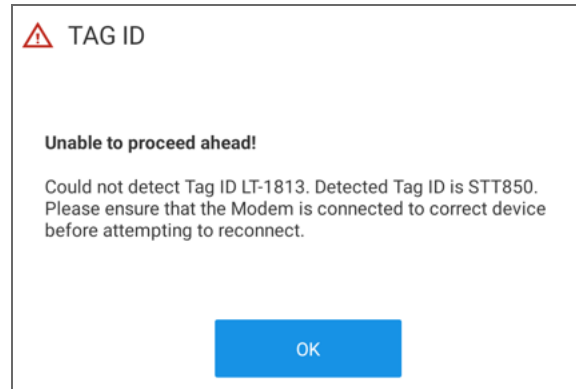 TAG ID
Unable to proceed ahead!
Could not detect Tag ID LT-1813. Detected Tag ID is STT850.
Please ensure that the Modem is connected to correct device
before attempting to reconnect.
OK